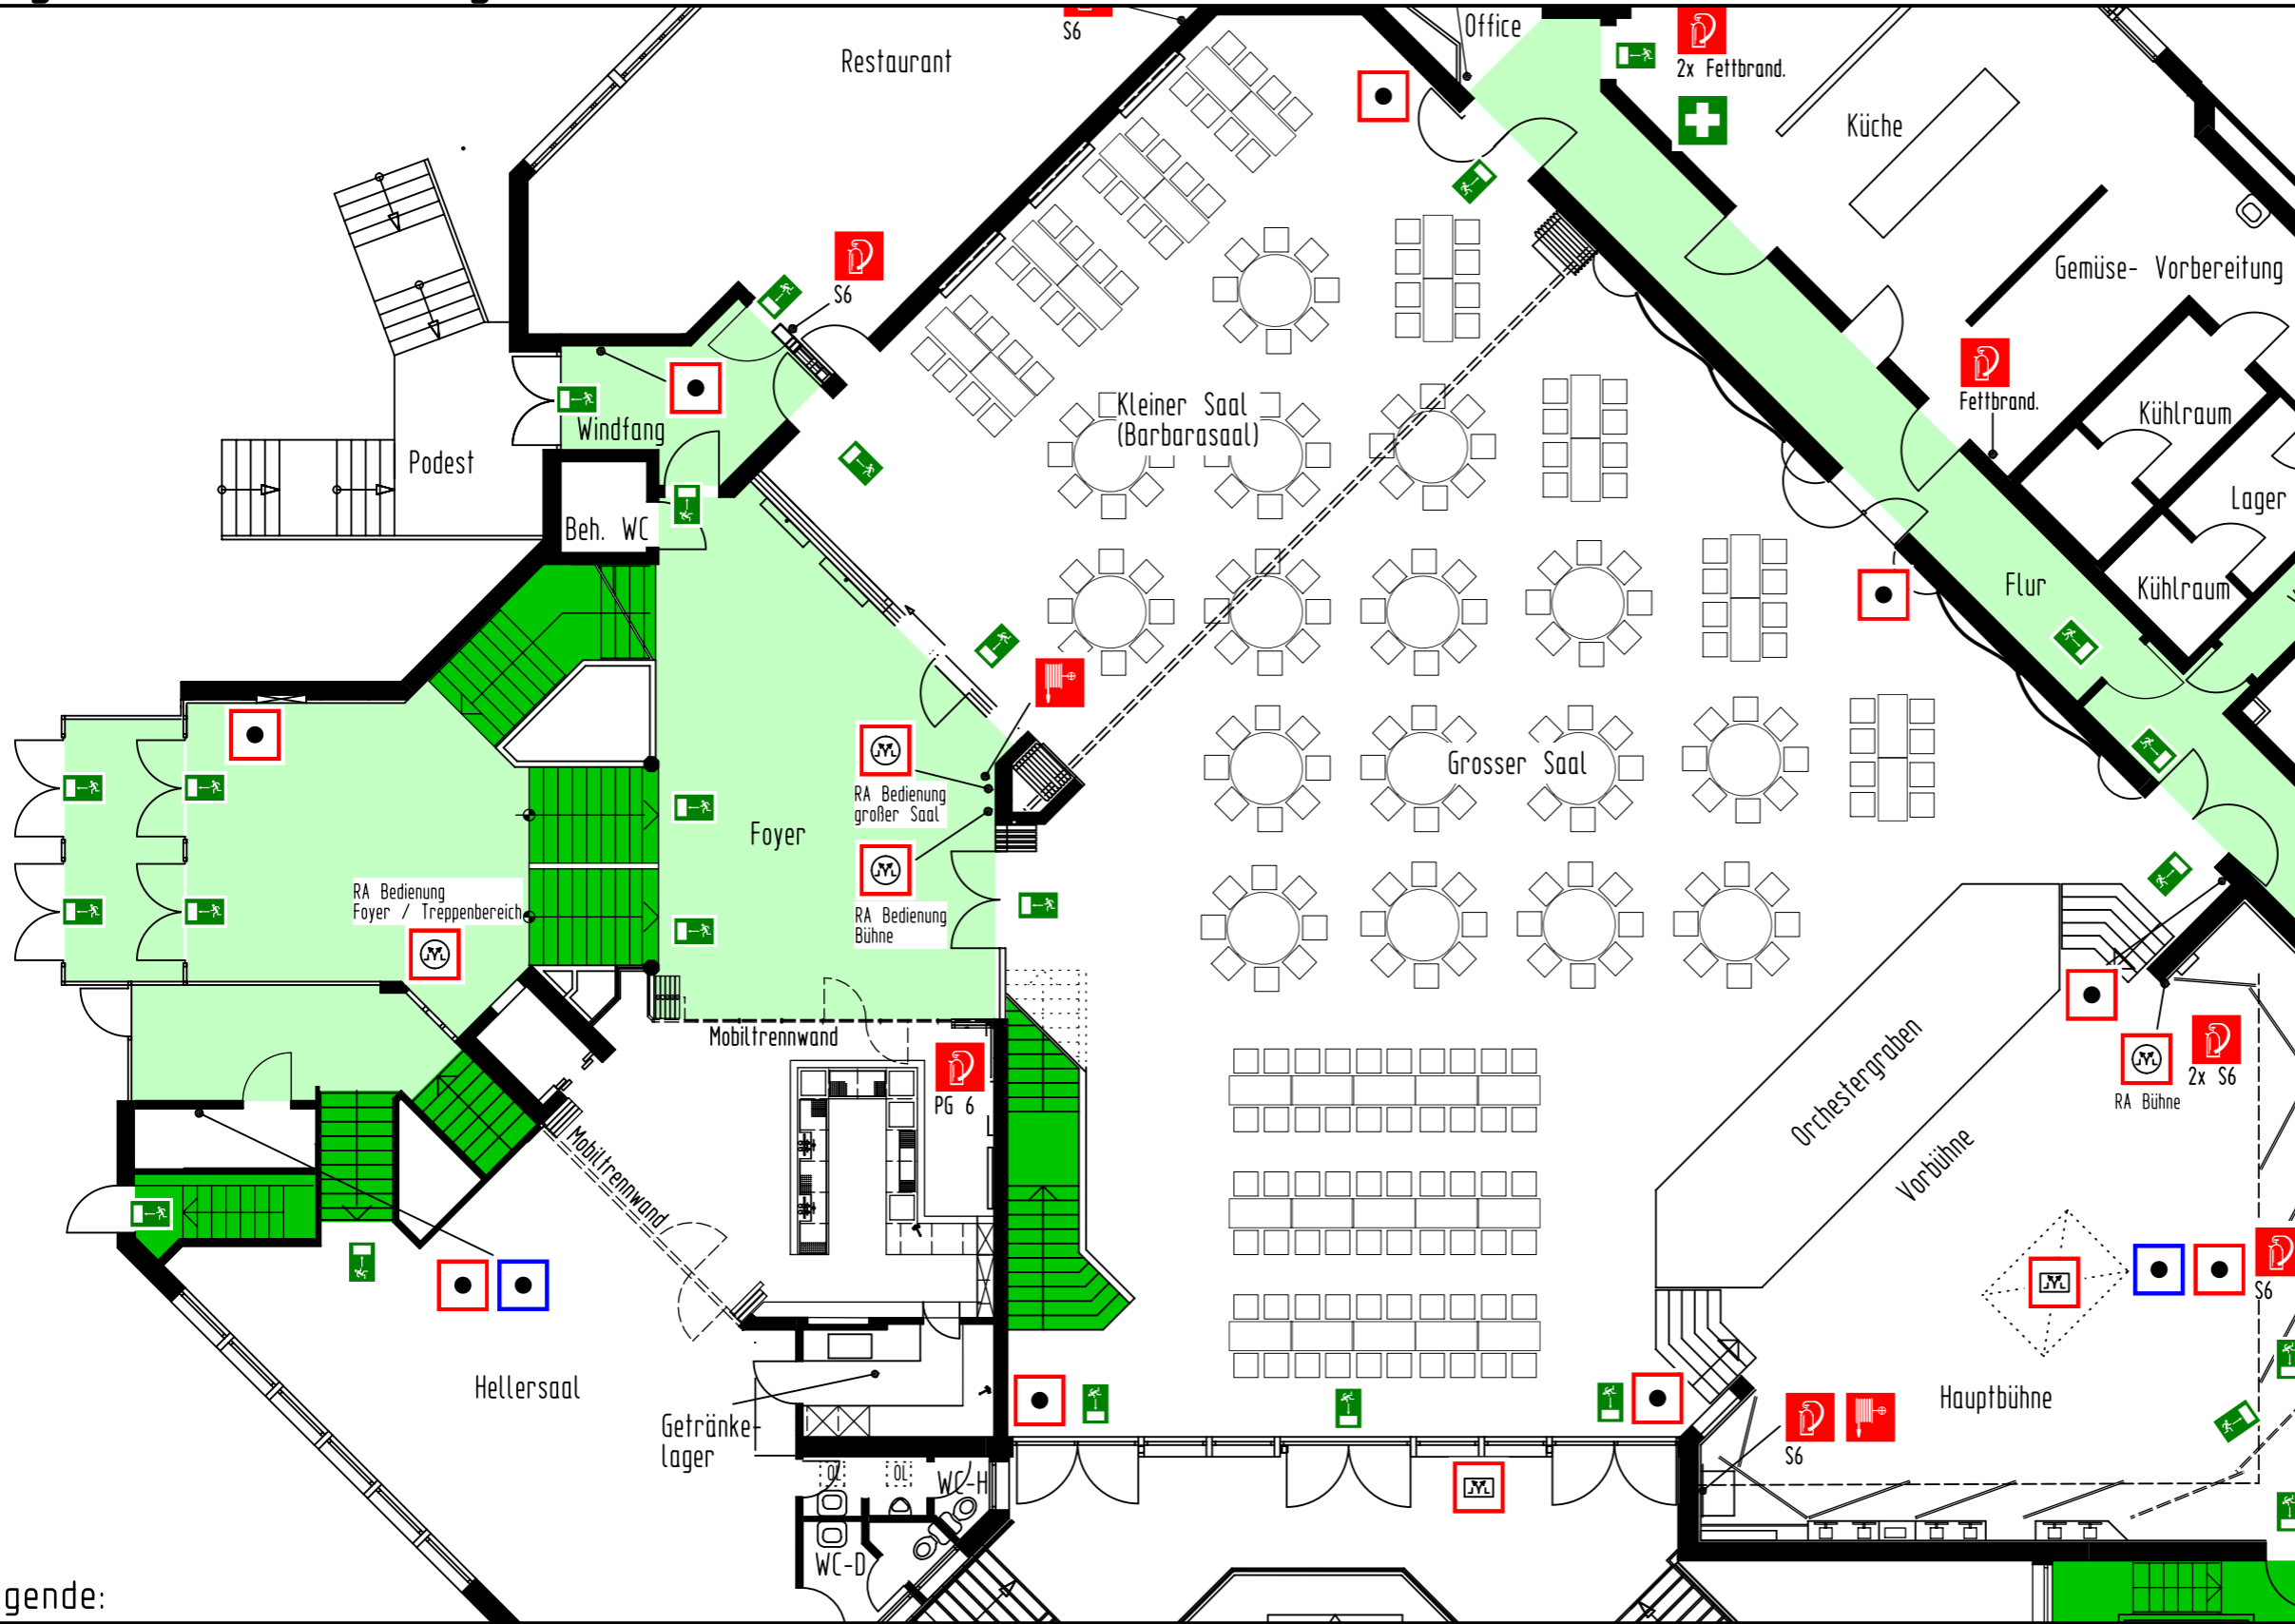 Office
S6
Restaurant
2x Fettbrand.
Küche
Gemüse- Vorbereitung
S6
Kleiner Saal
(Barbarasaal)
Fettbrand.
Kühlraum
Windfang
Podest
Lager
Beh. WC
Flur
Kühlraum
Grosser Saal
RA Bedienung
großer Saal
Foyer
RA Bedienung
Foyer / Treppenbereich
RA Bedienung
Bühne
Mobiltrennwand
PG 6
Orchestergraben
2x S6
RA Bühne
Mobiltrennwand
Vorbühne
S6
Hellersaal
Hauptbühne
Getränke-
lager
S6
OL
OL
WC-H
WC-D
gende: